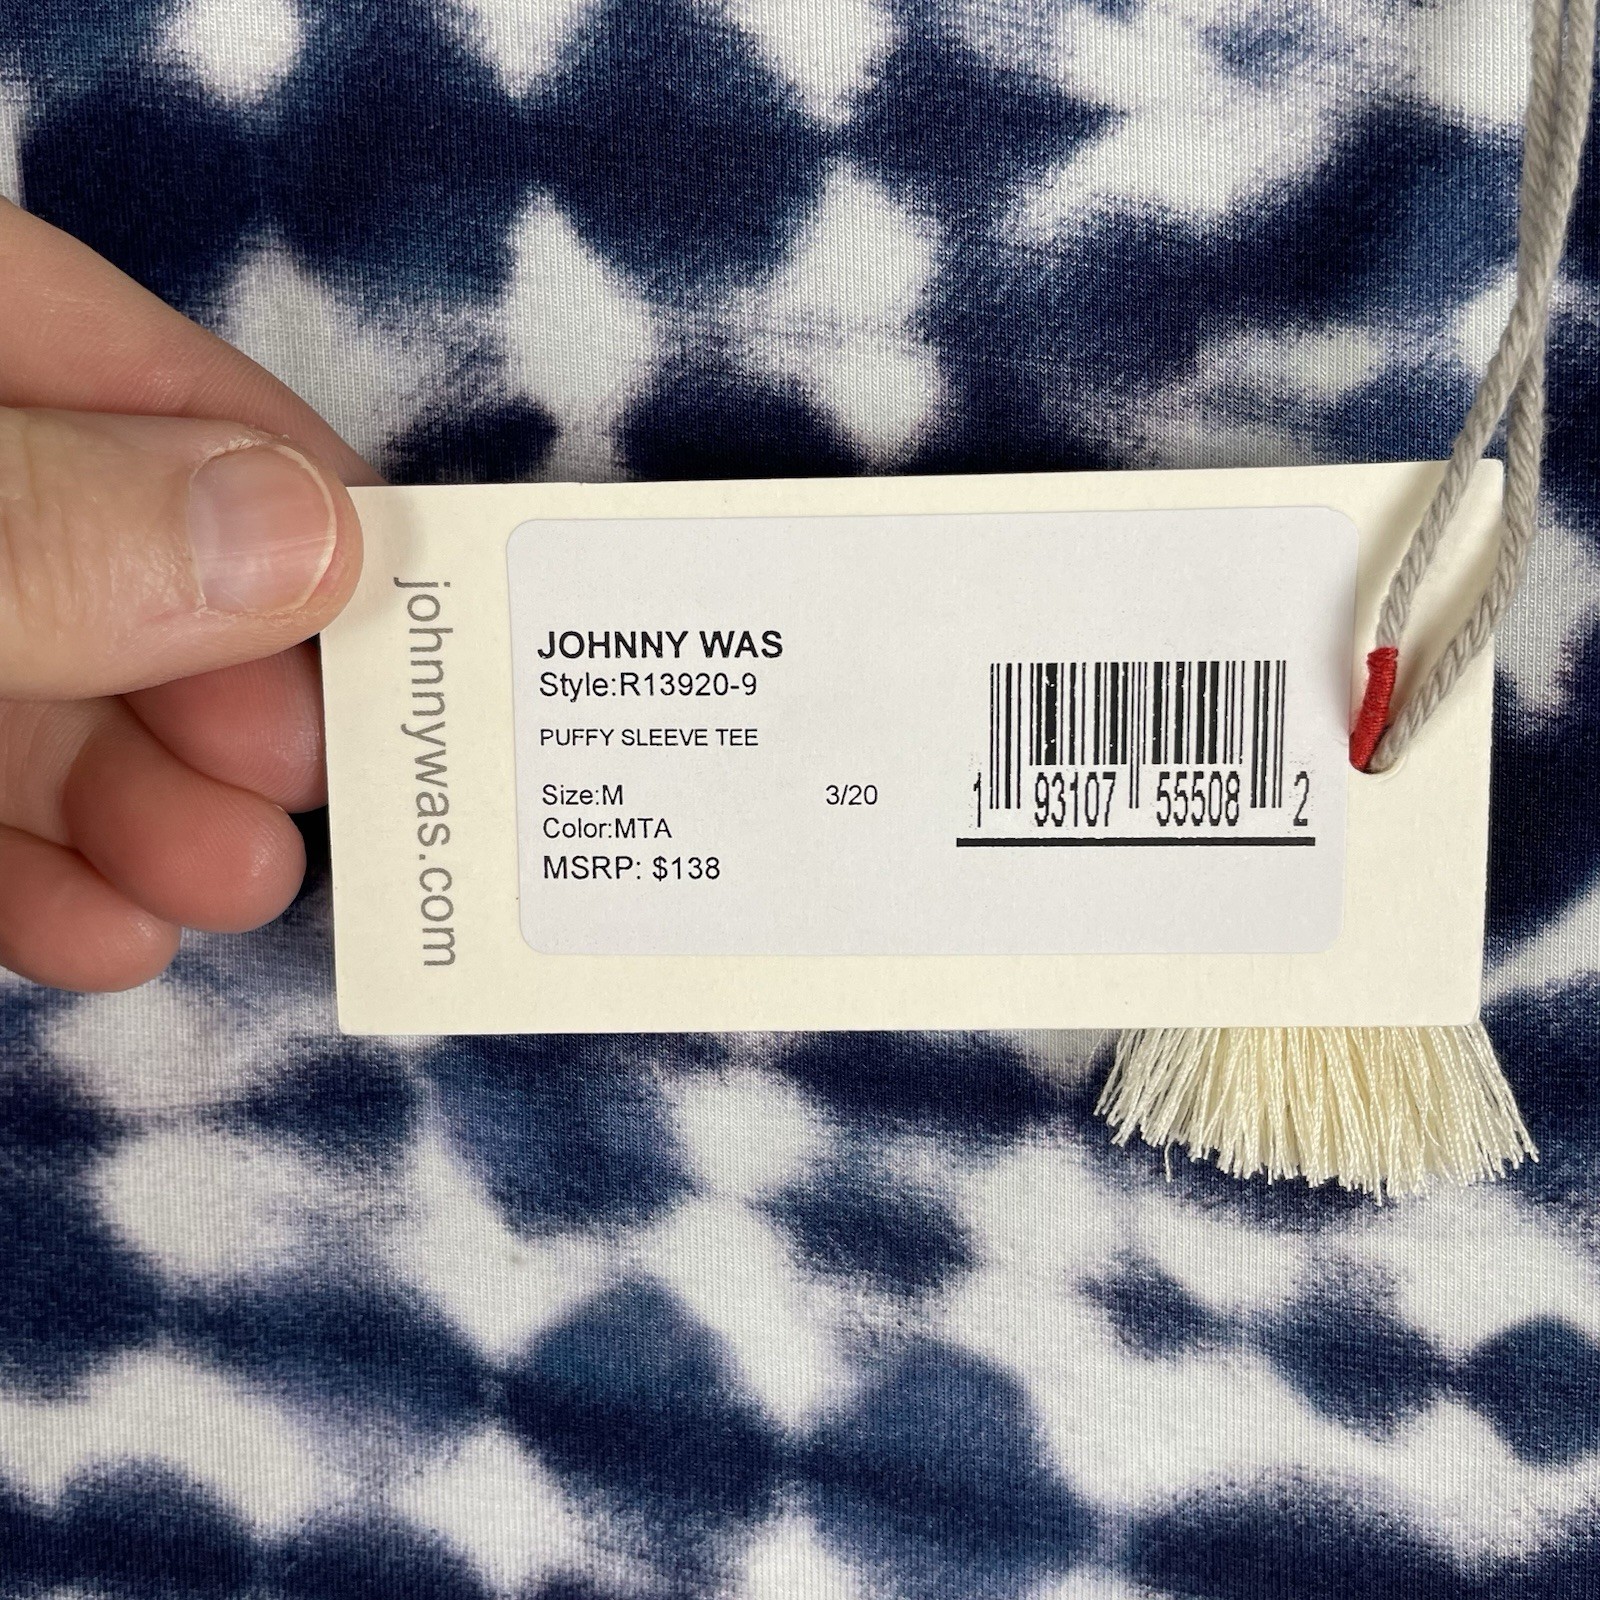 johnnywas.com
JOHNNY WAS
Style:R13920-9
PUFFY SLEEVE TEE
Size:M 3/20
Color:MTA
MSRP: $138
1 93107 55508 2